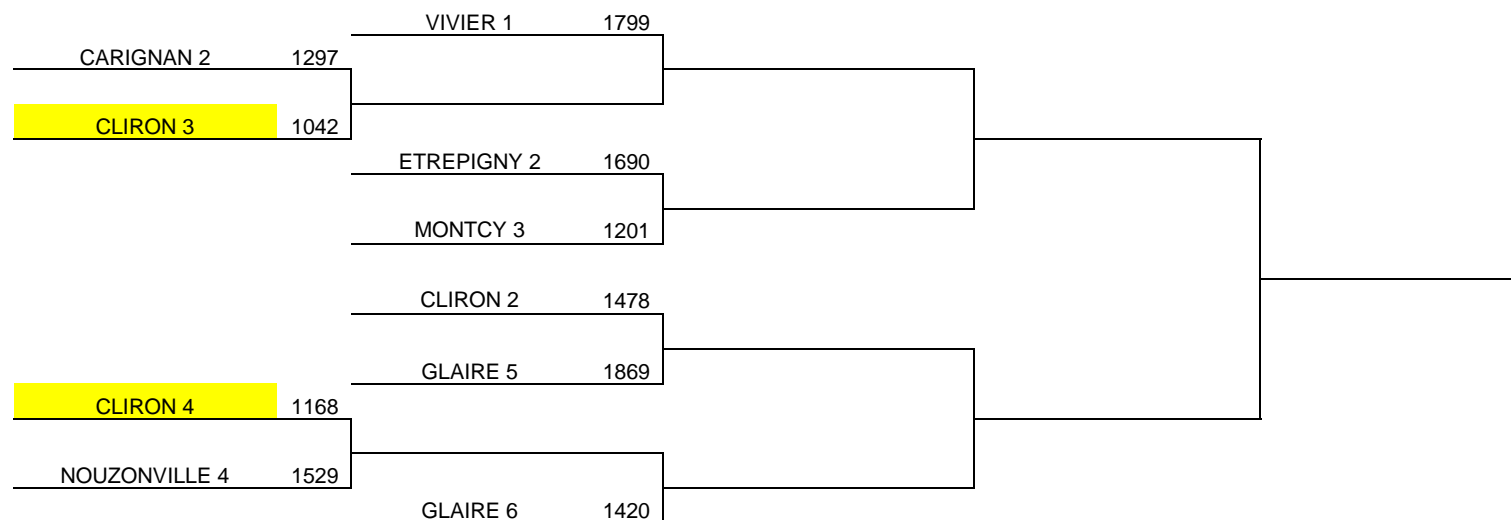 VIVIER 1 1799
CARIGNAN 2 1297
CLIRON 3 1042
ETREPIGNY 2 1690
MONTCY 3 1201
CLIRON 2 1478
GLAIRE 5 1869
CLIRON 4 1168
NOUZONVILLE 4 1529
GLAIRE 6 1420